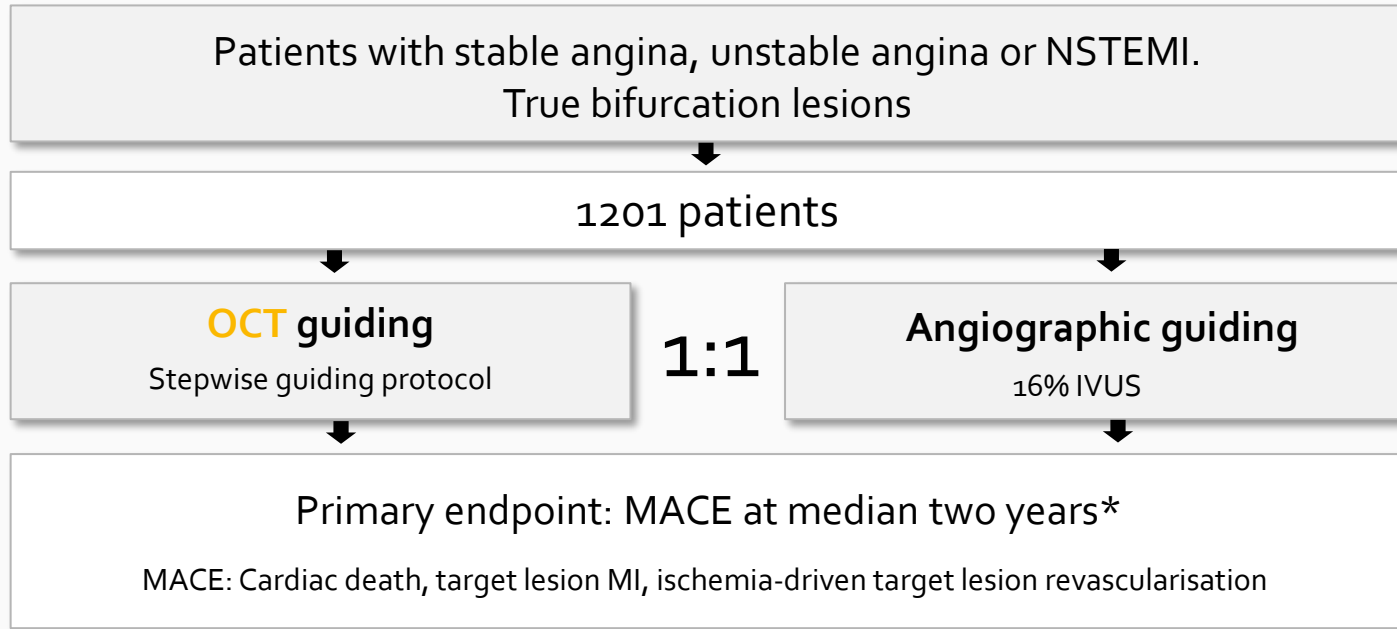 Patients with stable angina, unstable angina or NSTEMI.
True bifurcation lesions
1201 patients
OCT guiding
Stepwise guiding protocol
1:1
Angiographic guiding
16% IVUS
Primary endpoint: MACE at median two years*
MACE: Cardiac death, target lesion MI, ischemia-driven target lesion revascularisation